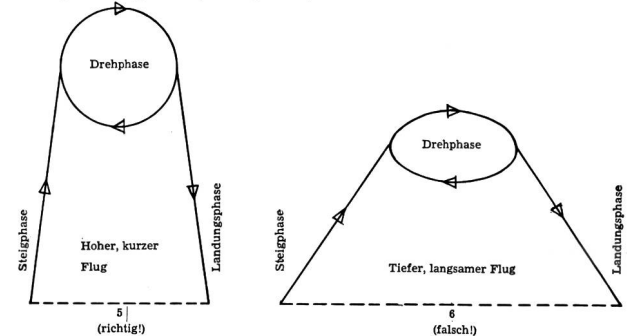 Drehphase
Steigphase
Landungsphase
Hoher, kurzer
Flug
5
(richtig!)
Drehphase
Steigphase
Landungsphase
Tiefer, langsamer Flug
6
(falsch!)